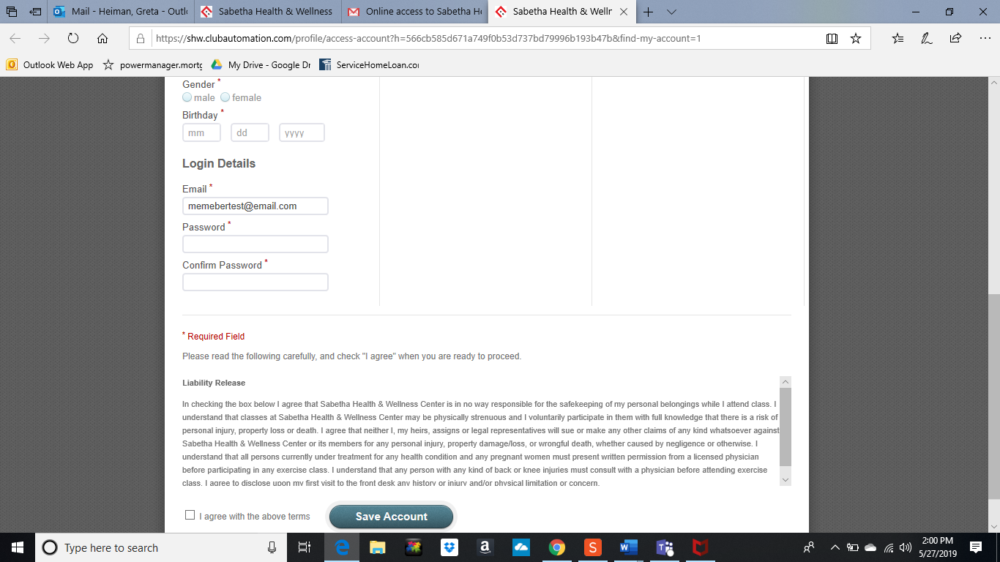 Mail - Heiman, Greta - Outl
Sabetha Health & Wellness
Online access to Sabetha He
Sabetha Health & Welln
https://shw.clubautomation.com/profile/access-account?h=566cb585d671a749f0b53d737bd79996b193b47b&find-my-account=1
Outlook Web App
powermanager.mortg
My Drive - Google Dr
ServiceHomeLoan.co
Gender *
male female
Birthday *
mm dd yyyy
Login Details
Email *
memebertest@email.com
Password *
Confirm Password *
* Required Field
Please read the following carefully, and check "I agree" when you are ready to proceed.
Liability Release
In checking the box below I agree that Sabetha Health & Wellness Center is in no way responsible for the safekeeping of my personal belongings while I attend class. I
understand that classes at Sabetha Health & Wellness Center may be physically strenuous and I voluntarily participate in them with full knowledge that there is a risk of
personal injury, property loss or death. I agree that neither I, my heirs, assigns or legal representatives will sue or make any other claims of any kind whatsoever against
Sabetha Health & Wellness Center or its members for any personal injury, property damage/loss, or wrongful death, whether caused by negligence or otherwise. I
understand that all persons currently under treatment for any health condition and any pregnant women must present written permission from a licensed physician
before participating in any exercise class. I understand that any person with any kind of back or knee injuries must consult with a physician before attending exercise
class. I agree to disclose upon my first visit to the front desk any history or injury and/or physical limitation or concern.
I agree with the above terms
Save Account
Type here to search
2:00 PM
5/27/2019